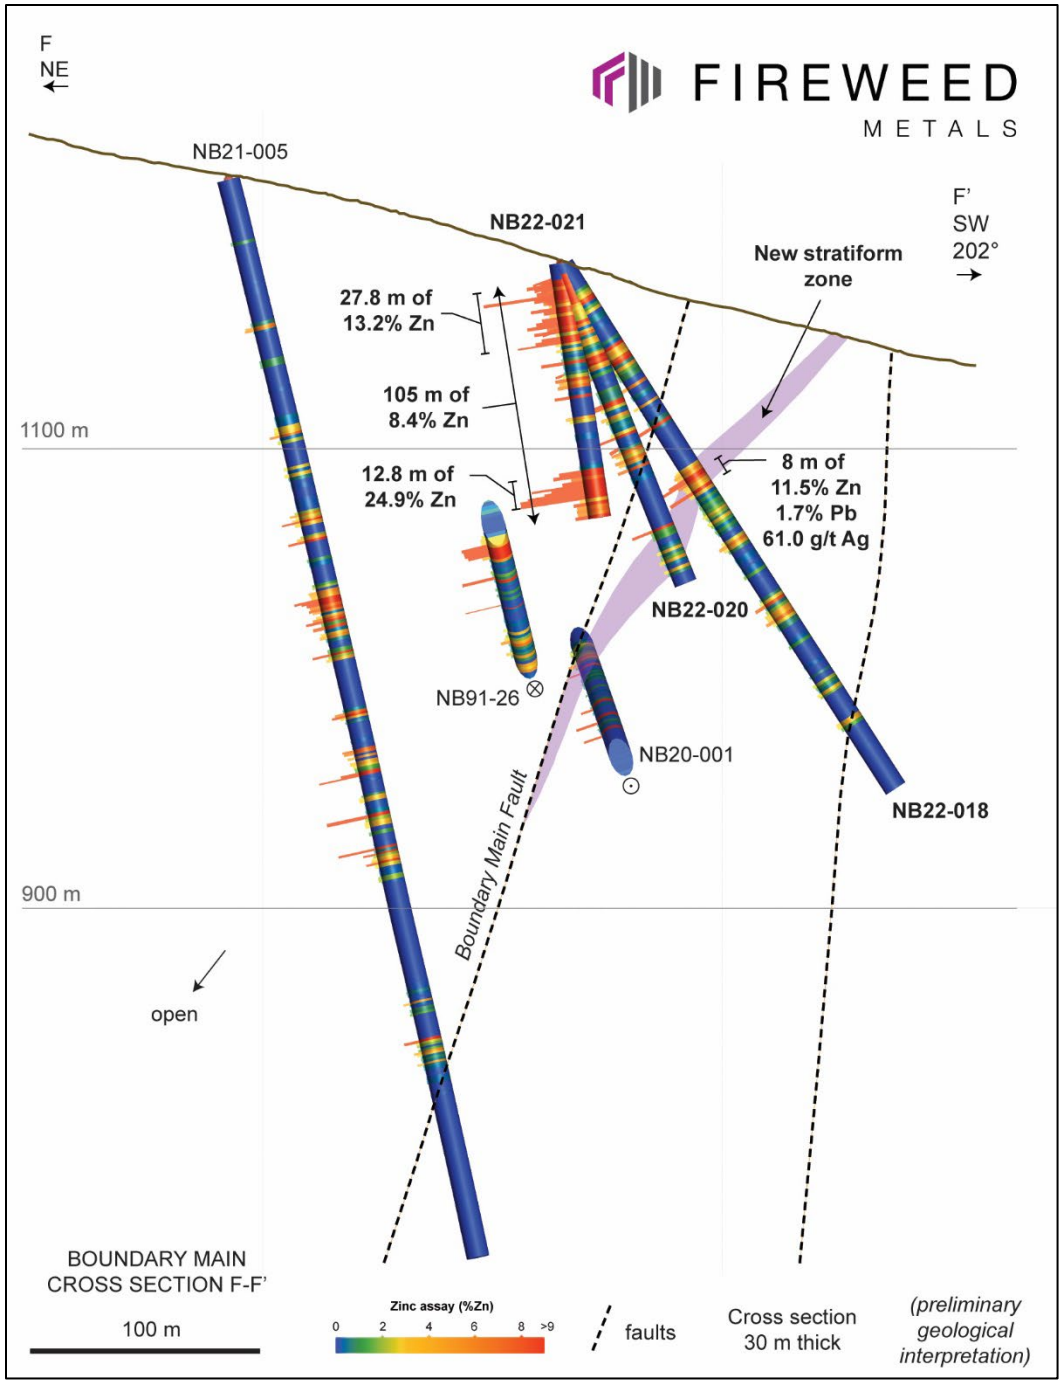 F
NE
FIREWEED
METALS
NB21-005
F'
SW
202°
NB22-021
New stratiform
zone
27.8 m of
13.2% Zn
105 m of
8.4% Zn
1100 m
12.8 m of
24.9% Zn
8 m of
11.5% Zn
1.7% Pb
61.0 g/t Ag
NB22-020
NB91-26
NB20-001
NB22-018
Boundary Main Fault
900 m
open
BOUNDARY MAIN
CROSS SECTION F-F'
100 m
Zinc assay (%Zn)
0 2 4 6 8 >9
faults
Cross section
30 m thick
(preliminary
geological
interpretation)